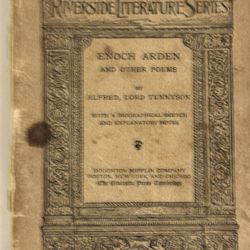 RIVERSIDE LITERATURE SERIES
ENOCH ARDEN
AND OTHER POEMS
BY
ALFRED, LORD TENNYSON
WITH A BIOGRAPHICAL SKETCH
AND EXPLANATORY NOTES
HOUGHTON MIFFLIN COMPANY
BOSTON, NEW YORK, AND CHICAGO
The Riverside Press Cambridge